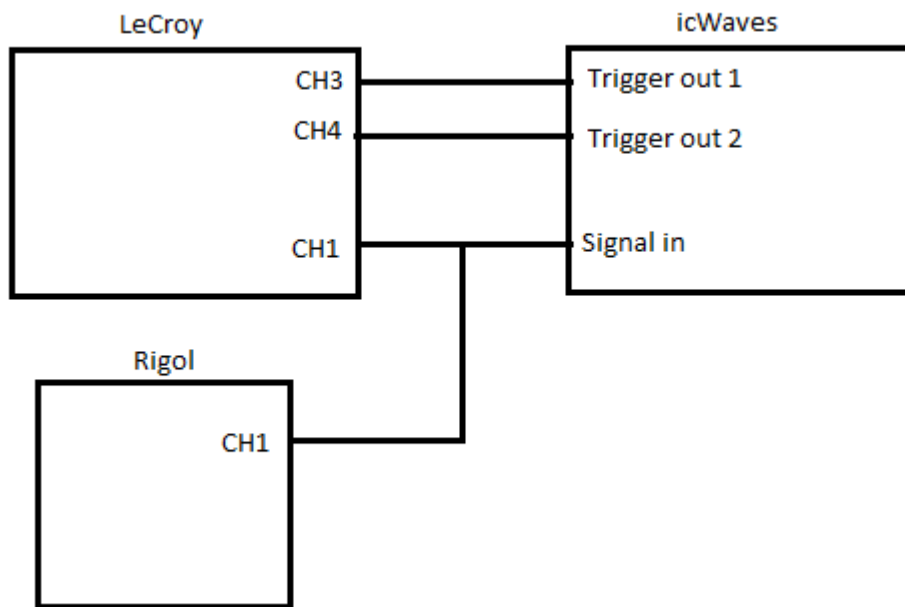 LeCroy
icWaves
CH3
Trigger out 1
CH4
Trigger out 2
CH1
Signal in
Rigol
CH1